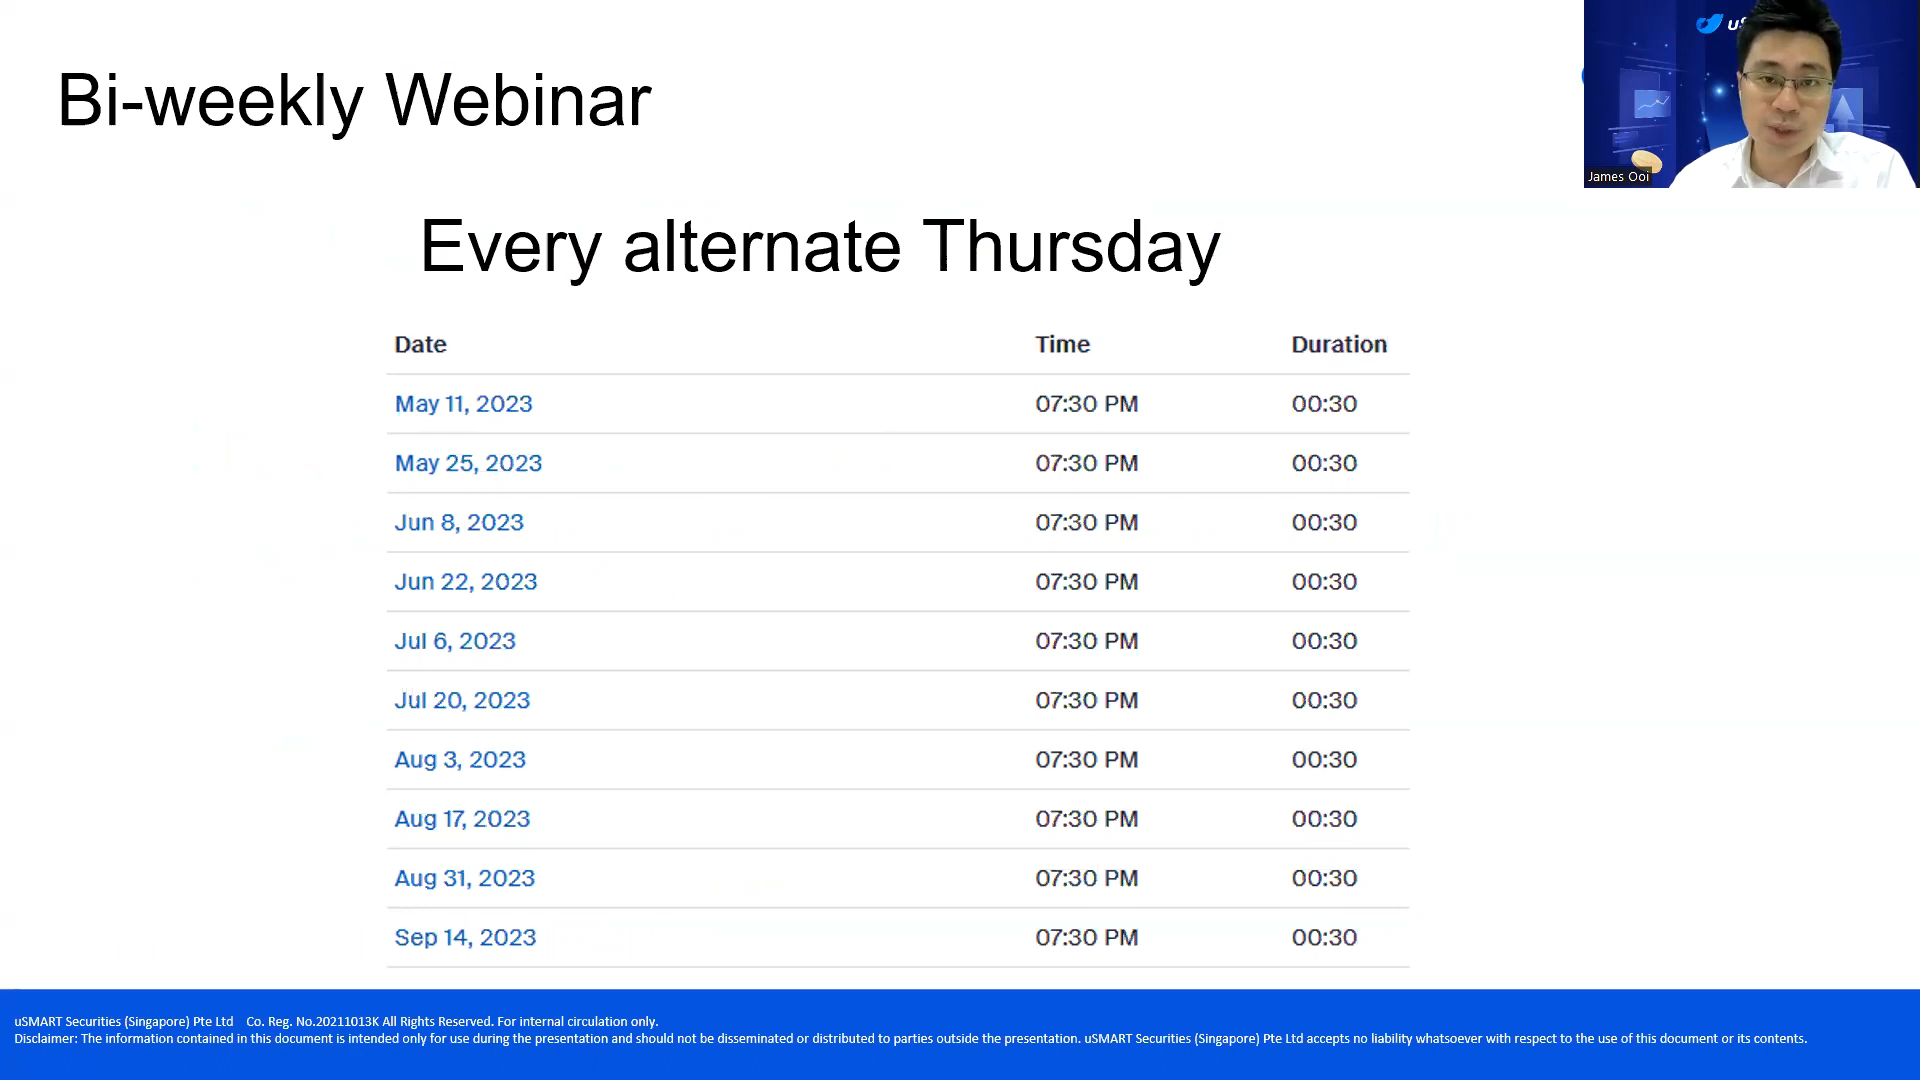 Bi-weekly Webinar
James Ooi
Every alternate Thursday
Date Time Duration
May 11, 2023 07:30 PM 00:30
May 25, 2023 07:30 PM 00:30
Jun 8, 2023 07:30 PM 00:30
Jun 22, 2023 07:30 PM 00:30
Jul 6, 2023 07:30 PM 00:30
Jul 20, 2023 07:30 PM 00:30
Aug 3, 2023 07:30 PM 00:30
Aug 17, 2023 07:30 PM 00:30
Aug 31, 2023 07:30 PM 00:30
Sep 14, 2023 07:30 PM 00:30
uSMART Securities (Singapore) Pte Ltd Co. Reg. No.20211013K All Rights Reserved. For internal circulation only.
Disclaimer: The information contained in this document is intended only for use during the presentation and should not be disseminated or distributed to parties outside the presentation. uSMART Securities (Singapore) Pte Ltd accepts no liability whatsoever with respect to the use of this document or its contents.